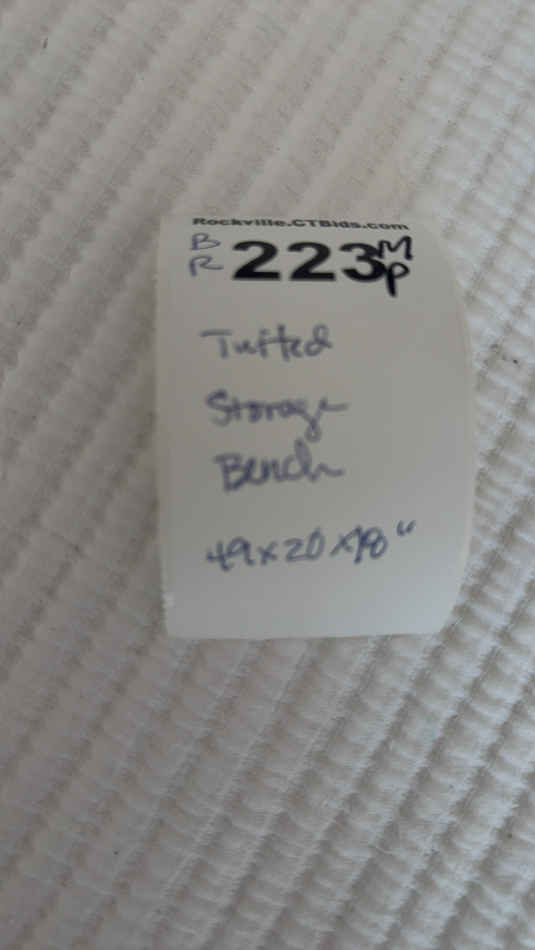 Rockville.CTBids.com
B R 223 M P
Tufted
Storage
Bench
49x20x18"